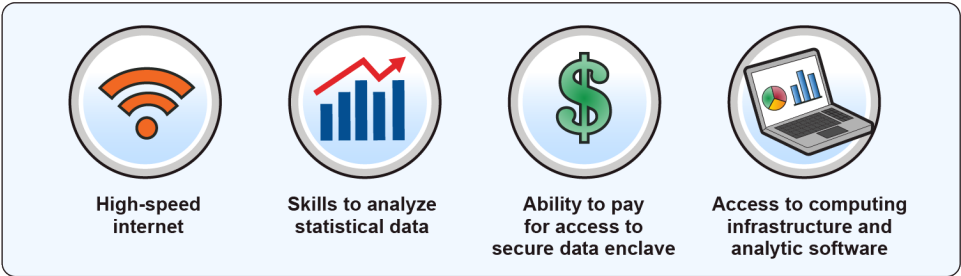 High-speed
internet
Skills to analyze
statistical data
Ability to pay
for access to
secure data enclave
Access to computing
infrastructure and
analytic software